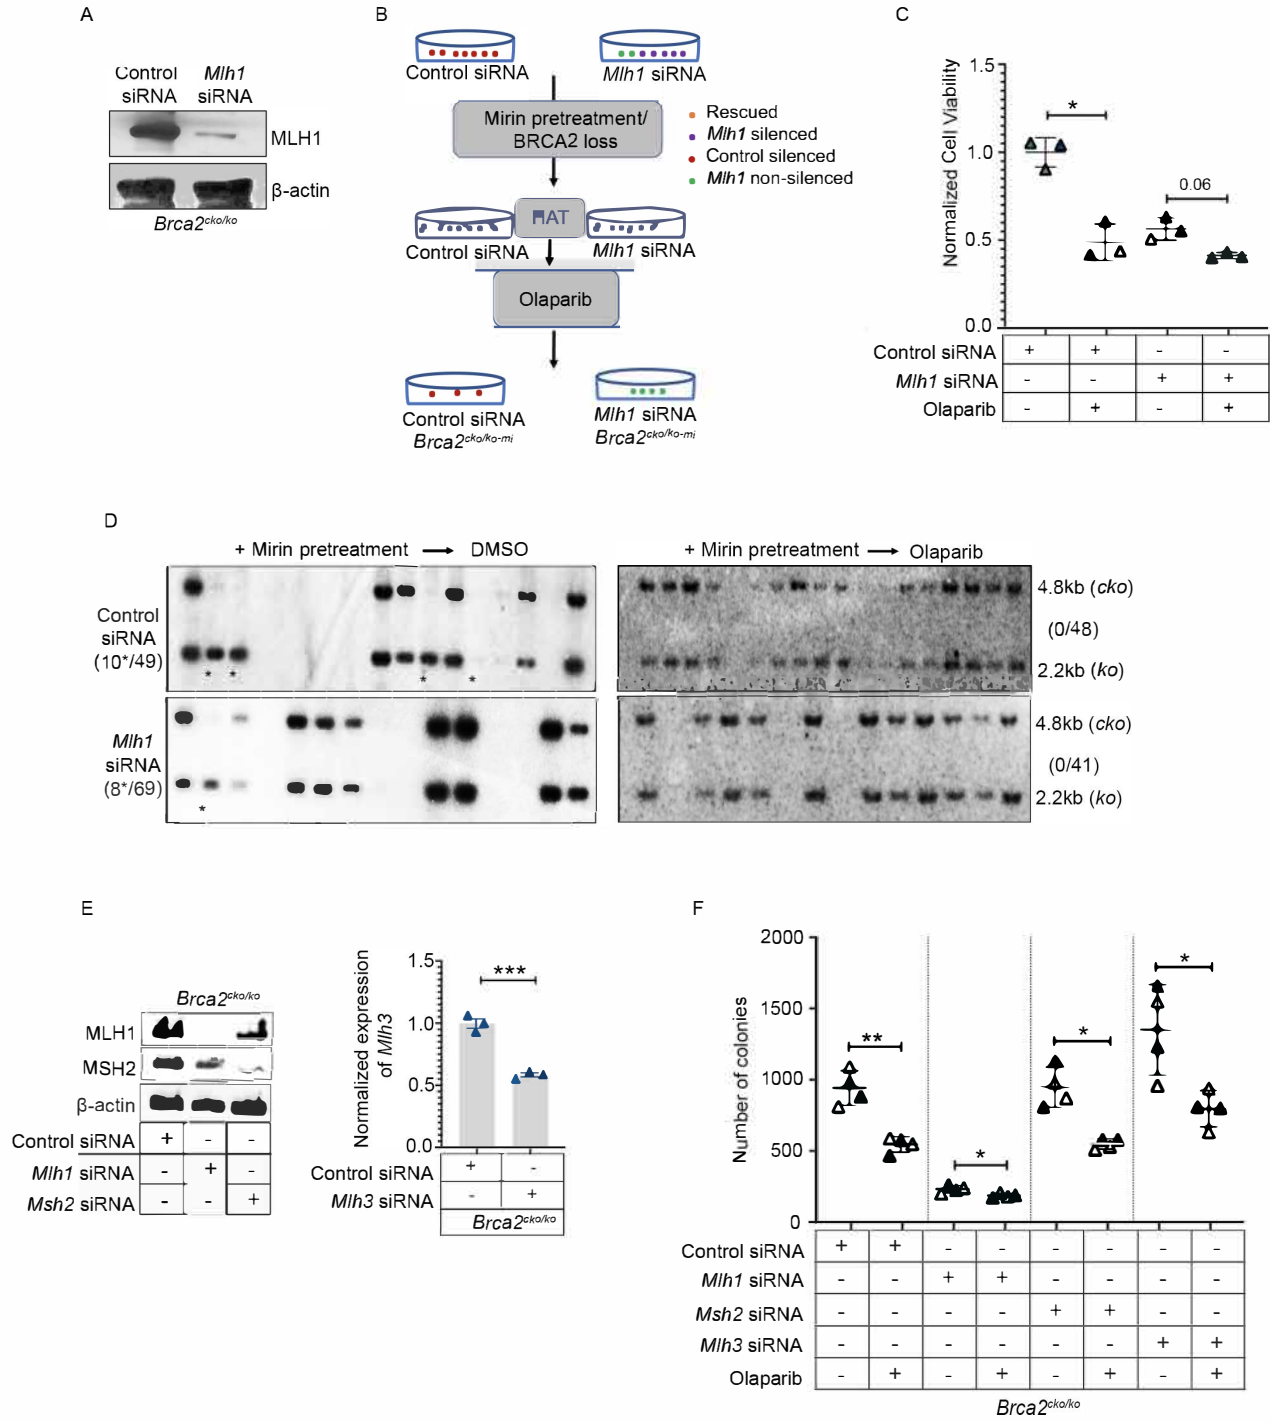 A
Control siRNA
Mlh1 siRNA
MLH1
β-actin
Brca2cko/ko
B
Control siRNA
Mlh1 siRNA
Mirin pretreatment/
BRCA2 loss
Rescued
Mlh1 silenced
Control silenced
Mlh1 non-silenced
Control siRNA
Mlh1 siRNA
Olaparib
Control siRNA
Brca2cko/ko-mi
Mlh1 siRNA
Brca2cko/ko-mi
C
Normalized Cell Viability
1.5
1.0
0.5
0.0
*
0.06
Control siRNA + + - -
Mlh1 siRNA - - + +
Olaparib - + - +
D
+ Mirin pretreatment → DMSO
+ Mirin pretreatment → Olaparib
Control
siRNA
(10*/49)
* * * *
4.8kb (cko)
(0/48)
2.2kb (ko)
Mlh1
siRNA
(8*/69)
*
4.8kb (cko)
(0/41)
2.2kb (ko)
E
Brca2cko/ko
MLH1
MSH2
β-actin
Control siRNA + - -
Mlh1 siRNA - + -
Msh2 siRNA - - +
Normalized expression
of Mlh3
1.5
1.0
0.5
0.0
***
Control siRNA + -
Mlh3 siRNA - +
Brca2cko/ko
F
Number of colonies
2000
1500
1000
500
0
**
*
*
*
Control siRNA + + - - - - - -
Mlh1 siRNA - - + + - - - -
Msh2 siRNA - - - - + + - -
Mlh3 siRNA - - - - - - + +
Olaparib - + - + - + - +
Brca2cko/ko